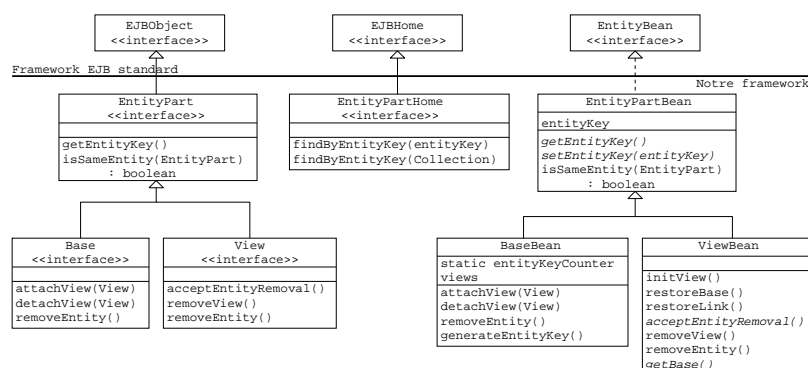 EJBObject
<<interface>>
EJBHome
<<interface>>
EntityBean
<<interface>>
Framework EJB standard
Notre framework
EntityPart
<<interface>>
getEntityKey()
isSameEntity(EntityPart)
: boolean
EntityPartHome
<<interface>>
findByEntityKey(entityKey)
findByEntityKey(Collection)
EntityPartBean
entityKey
getEntityKey()
setEntityKey(entityKey)
isSameEntity(EntityPart)
: boolean
Base
<<interface>>
attachView(View)
detachView(View)
removeEntity()
View
<<interface>>
acceptEntityRemoval()
removeView()
removeEntity()
BaseBean
static entityKeyCounter
views
attachView(View)
detachView(View)
removeEntity()
generateEntityKey()
ViewBean
initView()
restoreBase()
restoreLink()
acceptEntityRemoval()
removeView()
removeEntity()
getBase()